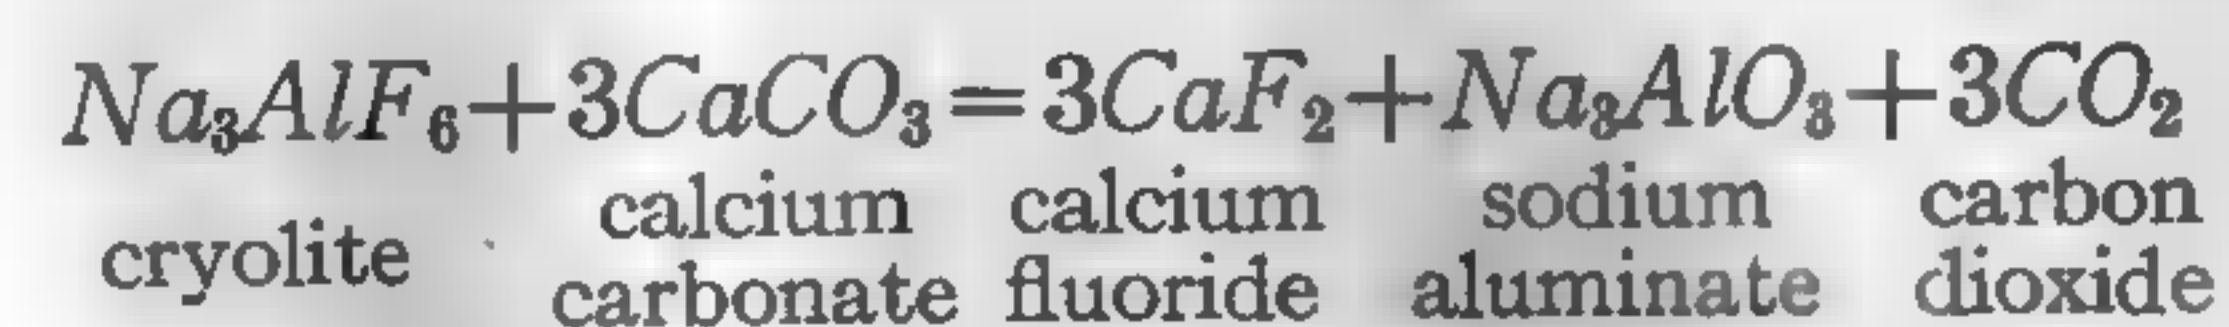 Na₃AlF₆+3CaCO₃=3CaF₂+Na₃AlO₃+3CO₂
cryolite calcium carbonate calcium fluoride sodium aluminate carbon dioxide